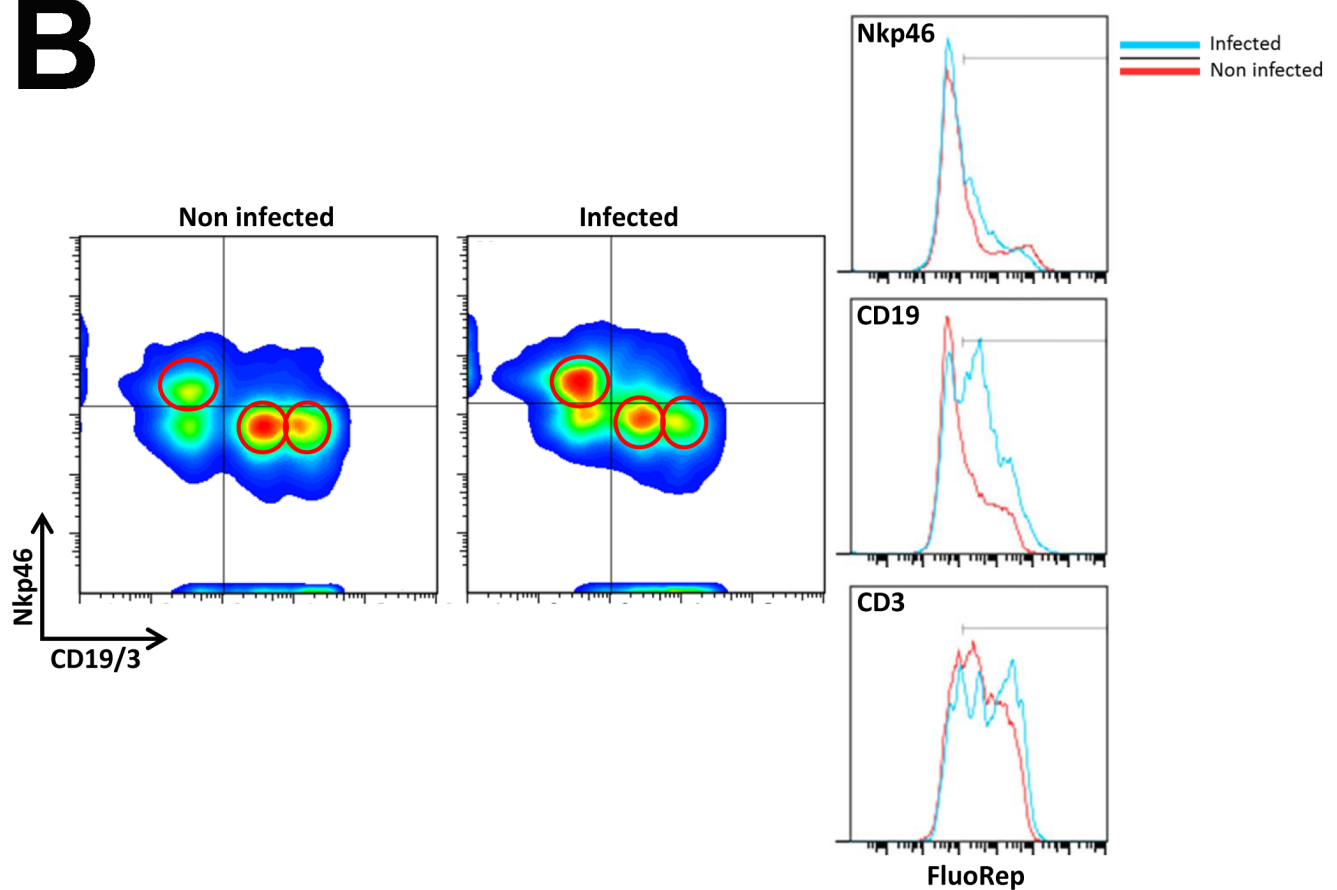 B
Nkp46
Infected
Non infected
Non infected
Infected
CD19
Nkp46
CD19/3
CD3
FluoRep